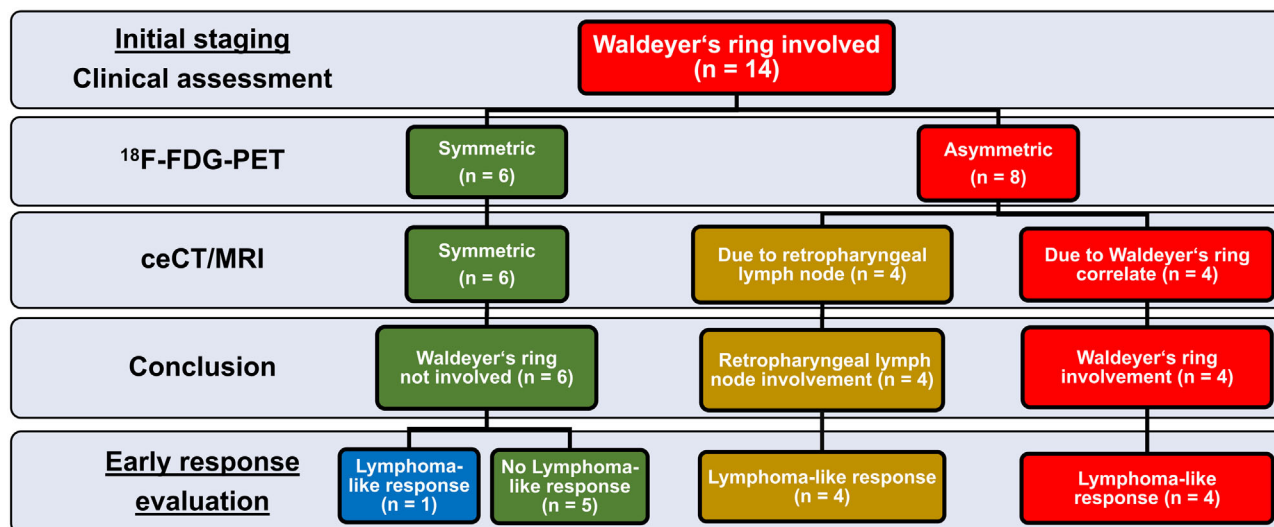 Initial staging
Clinical assessment
Waldeyer‘s ring involved
(n = 14)
¹⁸F-FDG-PET
Symmetric
(n = 6)
Asymmetric
(n = 8)
ceCT/MRI
Symmetric
(n = 6)
Due to retropharyngeal
lymph node (n = 4)
Due to Waldeyer‘s ring
correlate (n = 4)
Conclusion
Waldeyer‘s ring
not involved (n = 6)
Retropharyngeal lymph
node involvement (n = 4)
Waldeyer‘s ring
involvement (n = 4)
Early response
evaluation
Lymphoma-
like response
(n = 1)
No Lymphoma-
like response
(n = 5)
Lymphoma-like response
(n = 4)
Lymphoma-like
response (n = 4)